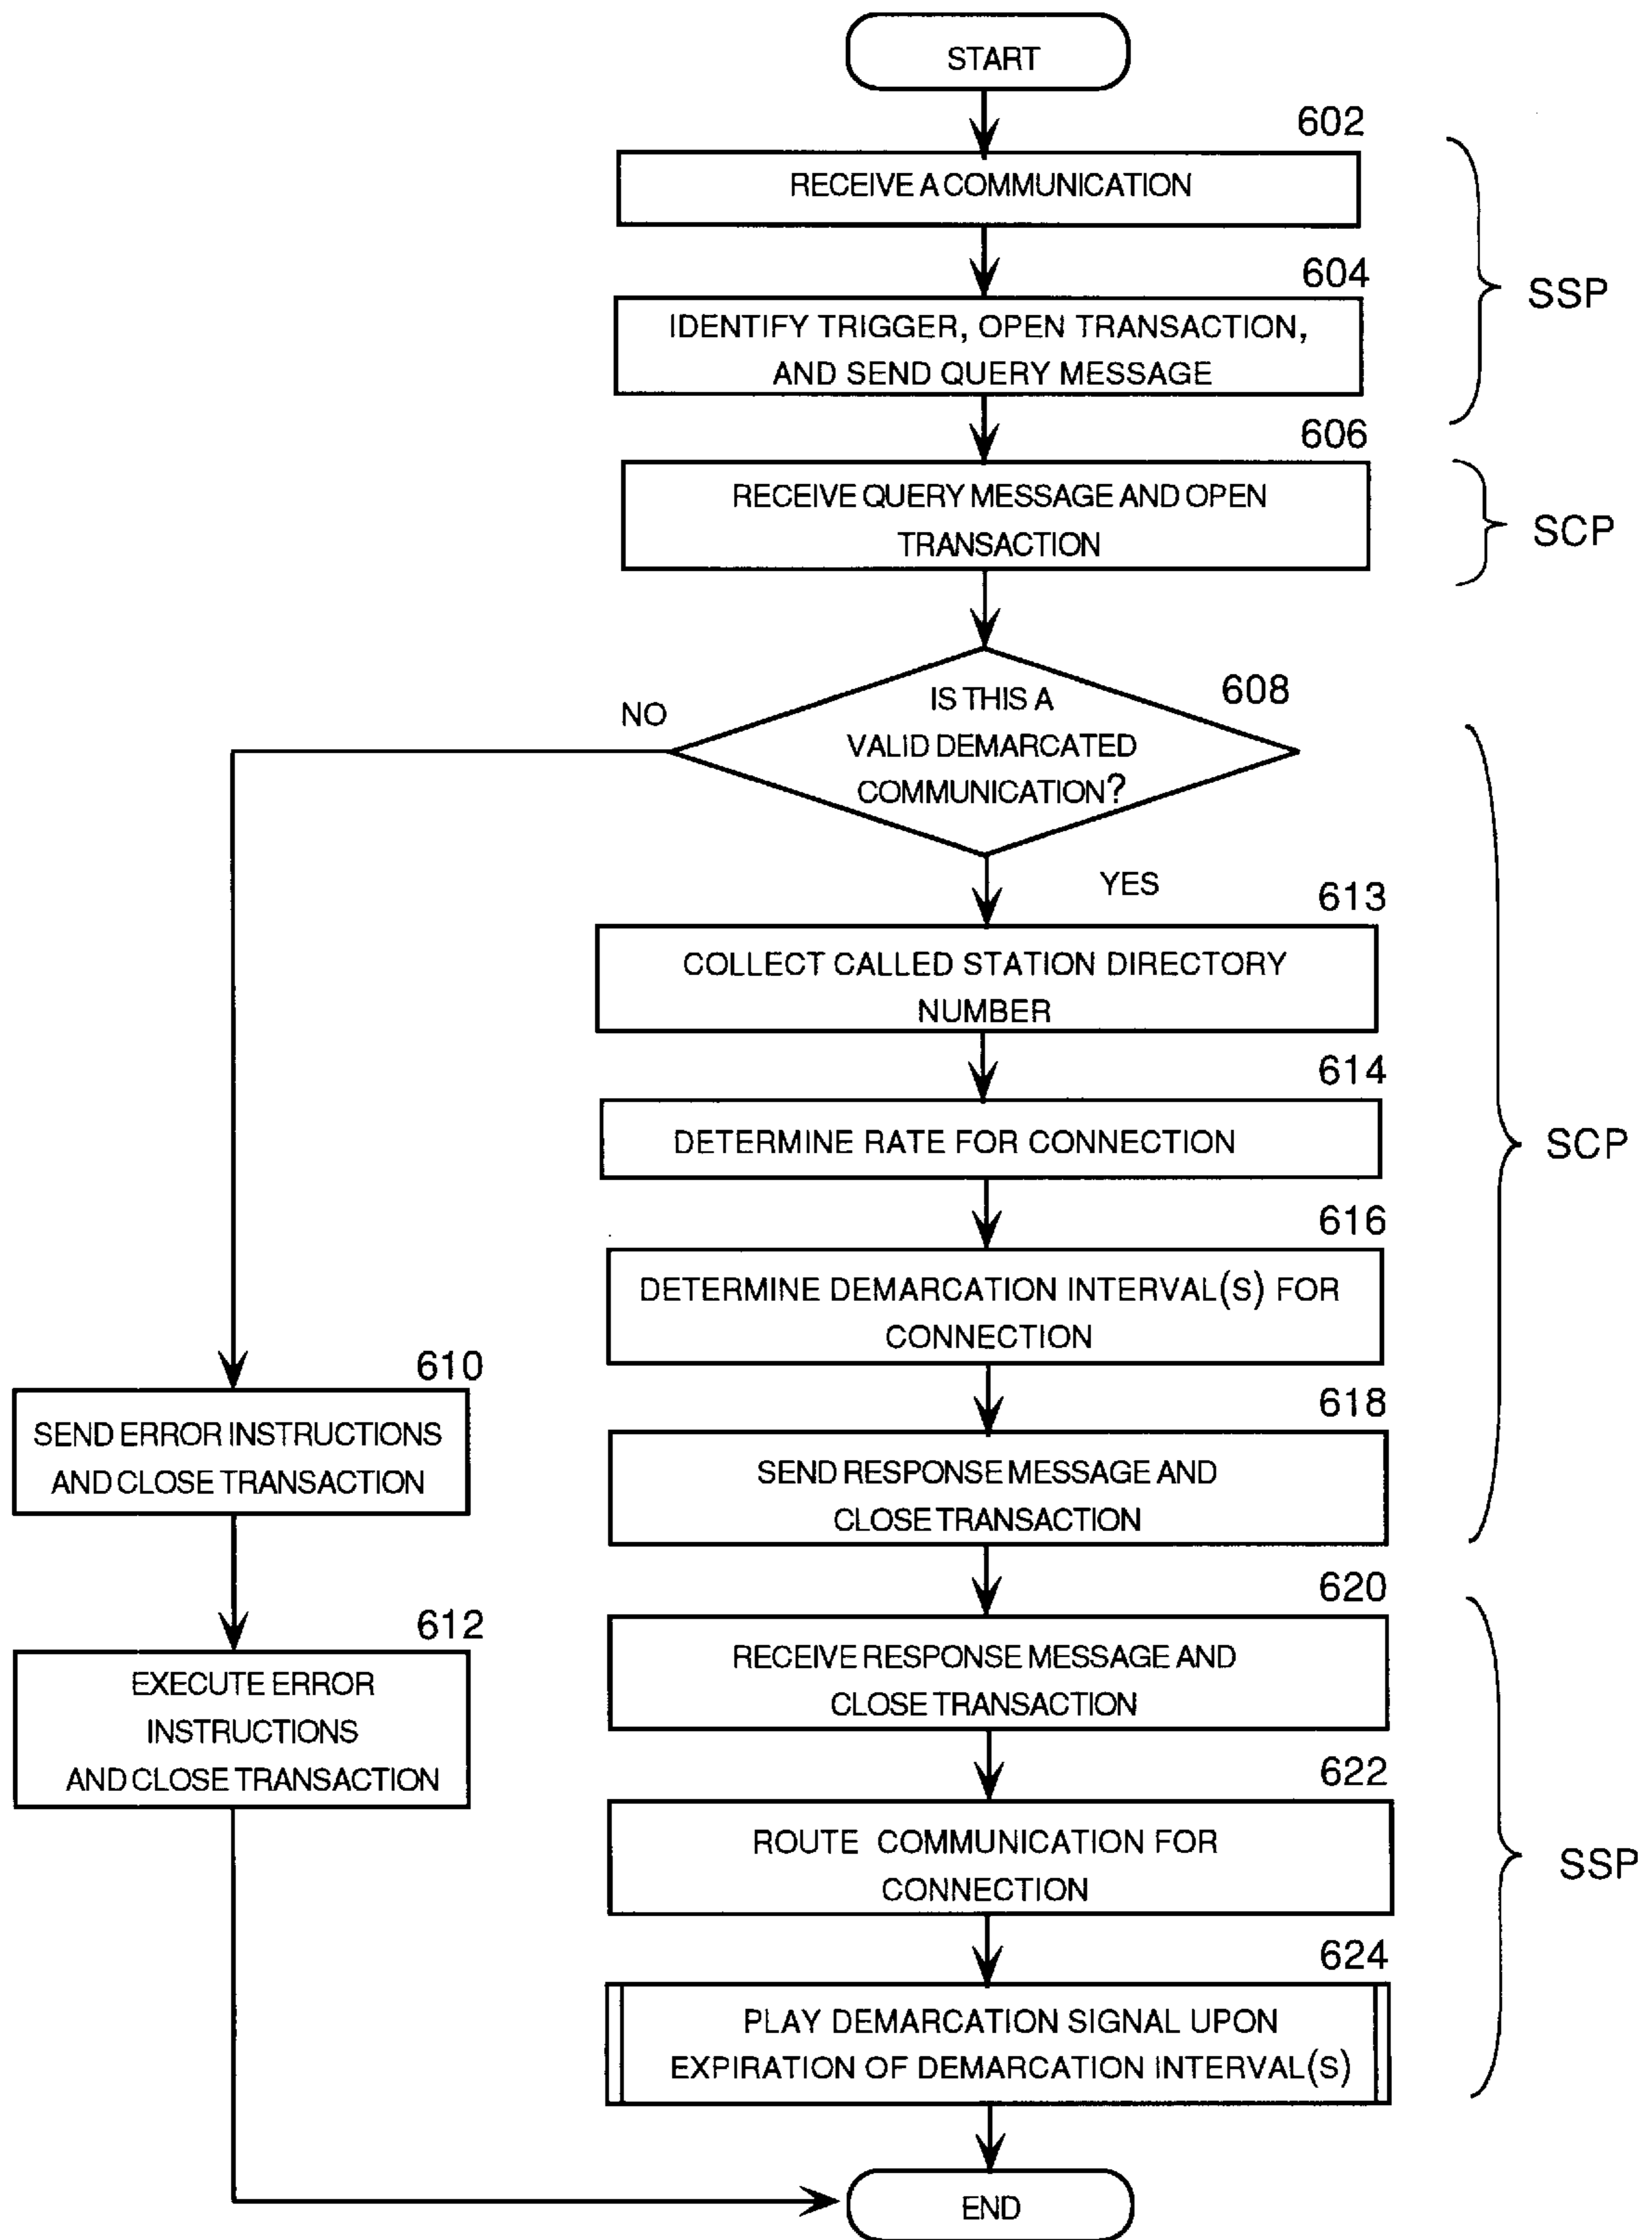 START
602
RECEIVE A COMMUNICATION
604
IDENTIFY TRIGGER, OPEN TRANSACTION,
AND SEND QUERY MESSAGE
SSP
606
RECEIVE QUERY MESSAGE AND OPEN
TRANSACTION
SCP
608
IS THIS A
VALID DEMARCATED
COMMUNICATION?
NO
YES
613
COLLECT CALLED STATION DIRECTORY
NUMBER
614
DETERMINE RATE FOR CONNECTION
SCP
616
DETERMINE DEMARCATION INTERVAL(S) FOR
CONNECTION
610
SEND ERROR INSTRUCTIONS
AND CLOSE TRANSACTION
618
SEND RESPONSE MESSAGE AND
CLOSE TRANSACTION
612
EXECUTE ERROR
INSTRUCTIONS
AND CLOSE TRANSACTION
620
RECEIVE RESPONSE MESSAGE AND
CLOSE TRANSACTION
622
ROUTE COMMUNICATION FOR
CONNECTION
SSP
624
PLAY DEMARCATION SIGNAL UPON
EXPIRATION OF DEMARCATION INTERVAL(S)
END